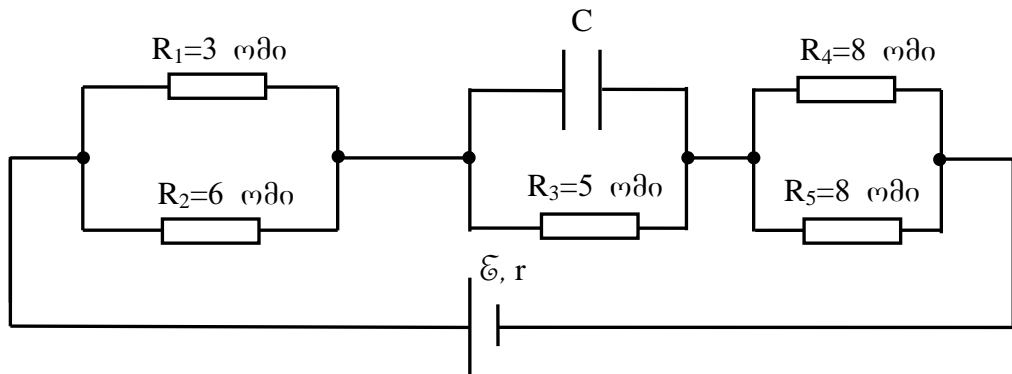 C
R₁=3 ომი
R₄=8 ომი
R₂=6 ომი
R₃=5 ომი
R₅=8 ომი
ℰ, r